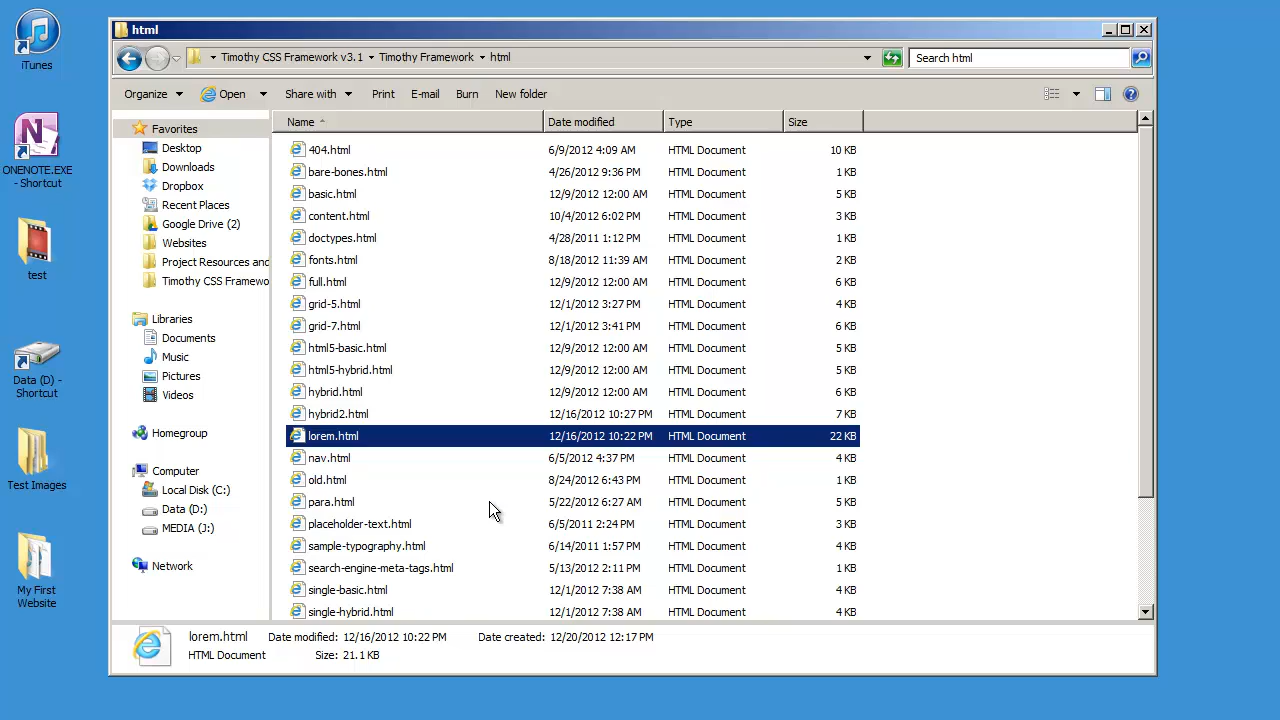 iTunes
ONENOTE.EXE
- Shortcut
test
Data (D) -
Shortcut
Test Images
My First
Website
html
Timothy CSS Framework v3.1 Timothy Framework html
Search html
Organize Open Share with Print E-mail Burn New folder
Favorites
Desktop
Downloads
Dropbox
Recent Places
Google Drive (2)
Websites
Project Resources and
Timothy CSS Framewo
Libraries
Documents
Music
Pictures
Videos
Homegroup
Computer
Local Disk (C:)
Data (D:)
MEDIA (J:)
Network
Name Date modified Type Size
404.html 6/9/2012 4:09 AM HTML Document 10 KB
bare-bones.html 4/26/2012 9:36 PM HTML Document 1 KB
basic.html 12/9/2012 12:00 AM HTML Document 5 KB
content.html 10/4/2012 6:02 PM HTML Document 3 KB
doctypes.html 4/28/2011 1:12 PM HTML Document 1 KB
fonts.html 8/18/2012 11:39 AM HTML Document 2 KB
full.html 12/9/2012 12:00 AM HTML Document 6 KB
grid-5.html 12/1/2012 3:27 PM HTML Document 4 KB
grid-7.html 12/1/2012 3:41 PM HTML Document 6 KB
html5-basic.html 12/9/2012 12:00 AM HTML Document 5 KB
html5-hybrid.html 12/9/2012 12:00 AM HTML Document 5 KB
hybrid.html 12/9/2012 12:00 AM HTML Document 6 KB
hybrid2.html 12/16/2012 10:27 PM HTML Document 7 KB
lorem.html 12/16/2012 10:22 PM HTML Document 22 KB
nav.html 6/5/2012 4:37 PM HTML Document 4 KB
old.html 8/24/2012 6:43 PM HTML Document 1 KB
para.html 5/22/2012 6:27 AM HTML Document 5 KB
placeholder-text.html 6/5/2011 2:24 PM HTML Document 3 KB
sample-typography.html 6/14/2011 1:57 PM HTML Document 4 KB
search-engine-meta-tags.html 5/13/2012 2:11 PM HTML Document 1 KB
single-basic.html 12/1/2012 7:38 AM HTML Document 4 KB
single-hybrid.html 12/1/2012 7:38 AM HTML Document 4 KB
lorem.html Date modified: 12/16/2012 10:22 PM Date created: 12/20/2012 12:17 PM
HTML Document Size: 21.1 KB